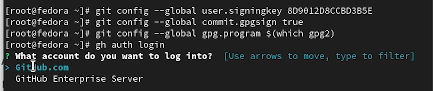 [root@fedora ~]# git config --global user.signingkey 8D9012D8CCBD3B5E
[root@fedora ~]# git config --global commit.gpgsign true
[root@fedora ~]# git config --global gpg.program $(which gpg2)
[root@fedora ~]# gh auth login
? What account do you want to log into? [Use arrows to move, type to filter]
> GitHub.com
GitHub Enterprise Server